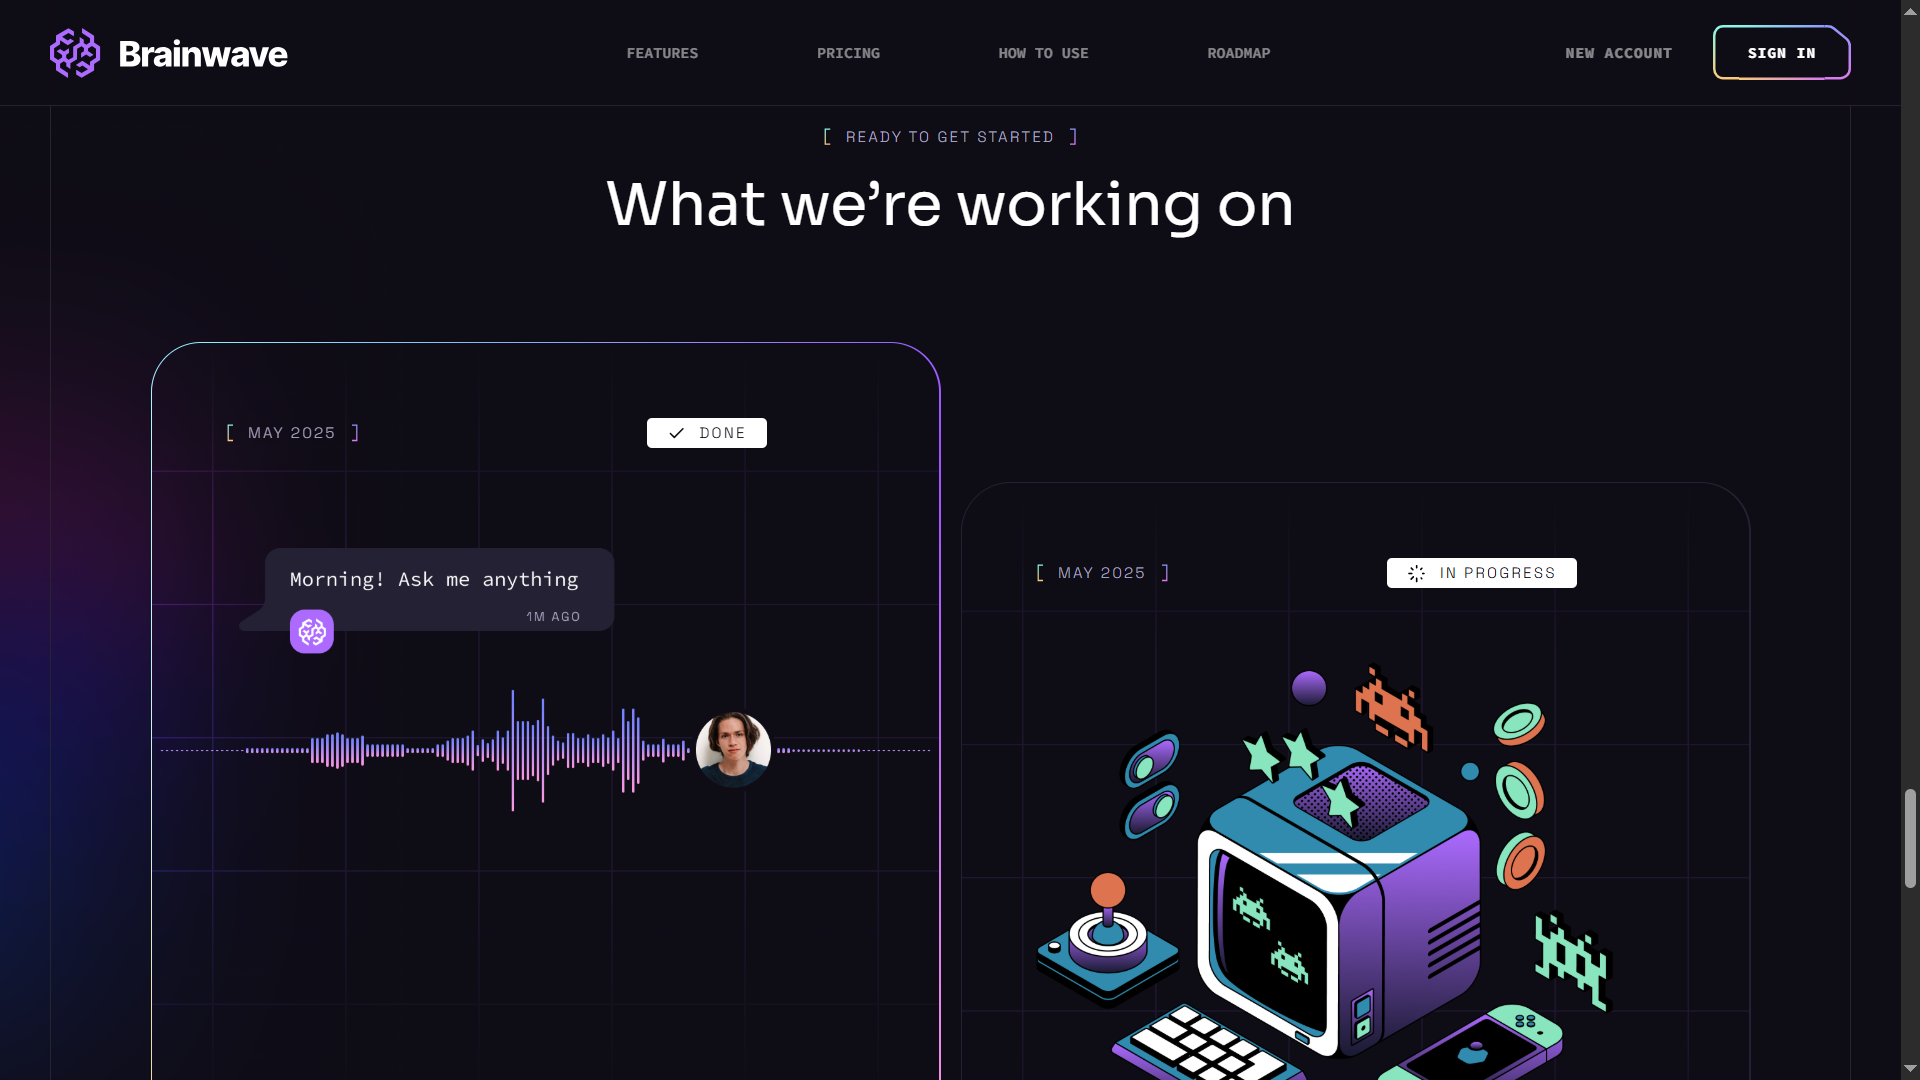 Brainwave
FEATURES
PRICING
HOW TO USE
ROADMAP
NEW ACCOUNT
SIGN IN
[ READY TO GET STARTED ]
What we’re working on
[ MAY 2025 ]
DONE
Morning! Ask me anything
1M AGO
[ MAY 2025 ]
IN PROGRESS